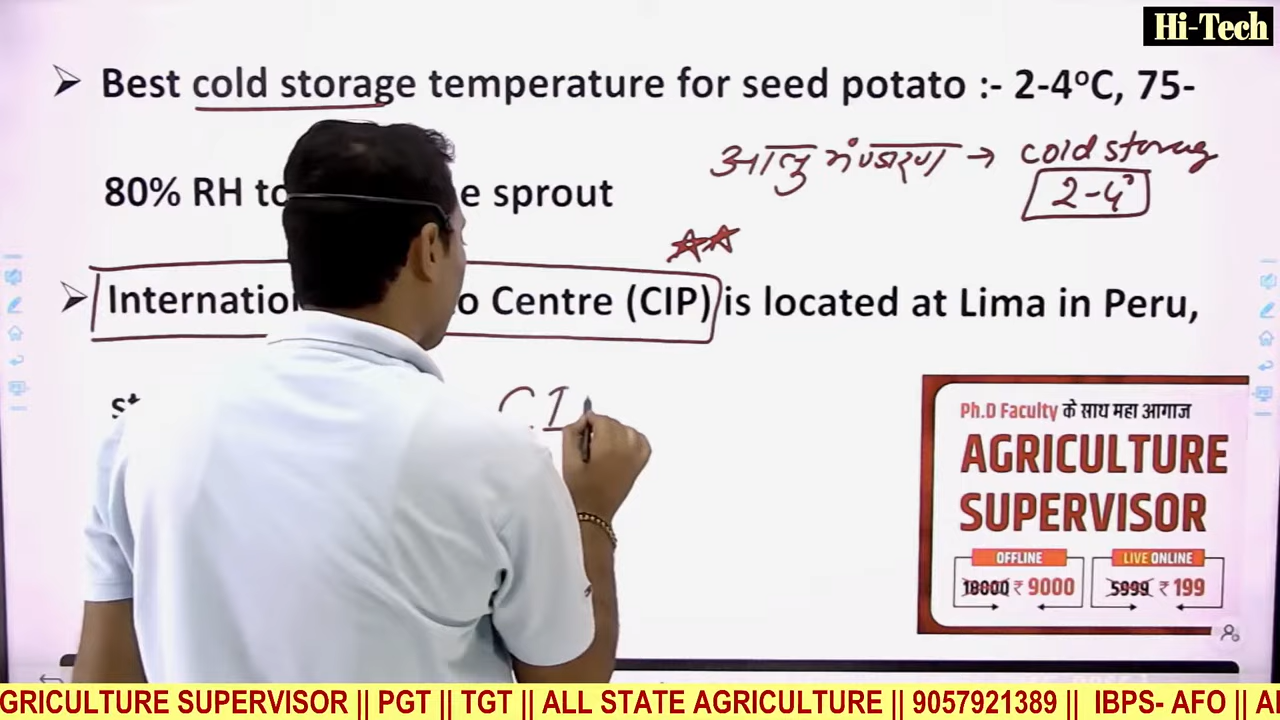 Hi-Tech
➢ Best cold storage temperature for seed potato :- 2-4°C, 75-
आलु भंण्डारण → cold storag
80% RH to e sprout
2-4°
➢ Internatio o Centre (CIP) is located at Lima in Peru,
st
C.I
Ph.D Faculty के साथ महा आगाज
AGRICULTURE
SUPERVISOR
OFFLINE LIVE ONLINE
18000 ₹ 9000 5999 ₹ 199
GRICULTURE SUPERVISOR || PGT || TGT || ALL STATE AGRICULTURE || 9057921389 || IBPS- AFO || A